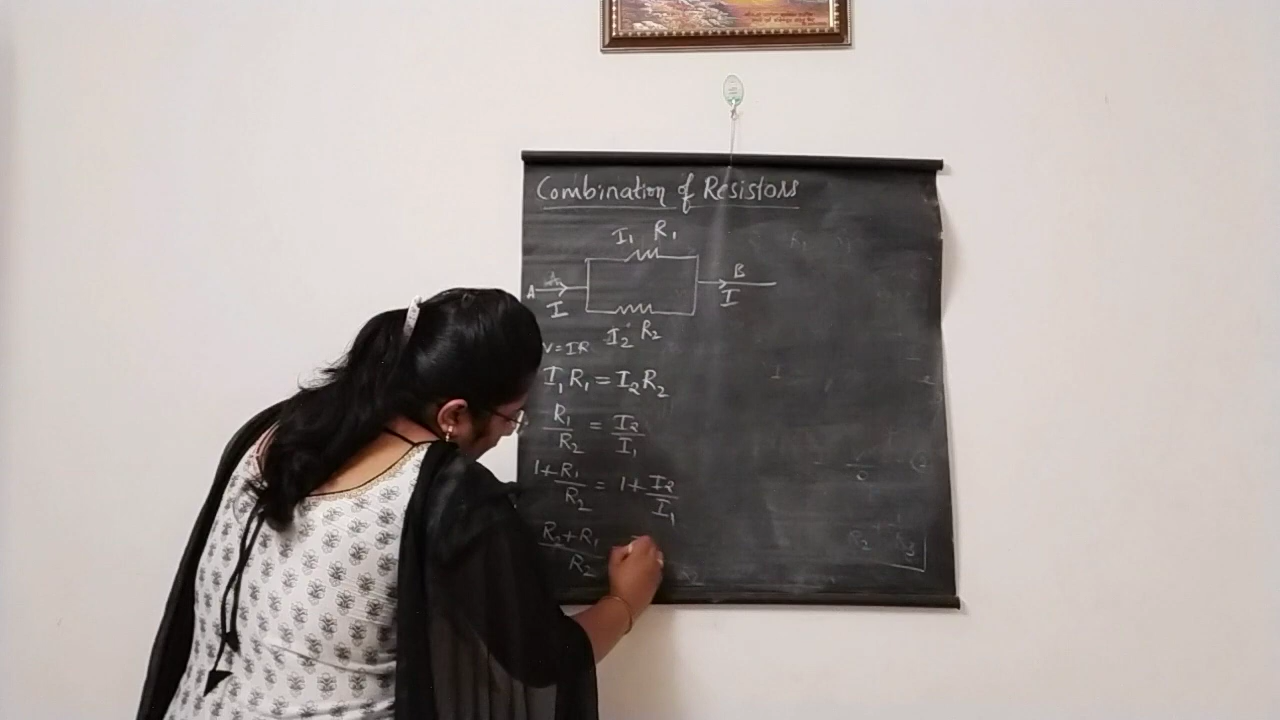 Combination of Resistors
I₁ R₁
A I
B I
I₂ R₂
V=IR
I₁R₁ = I₂R₂
R₁/R₂ = I₂/I₁
1+R₁/R₂ = 1+I₂/I₁
R₂+R₁/R₂